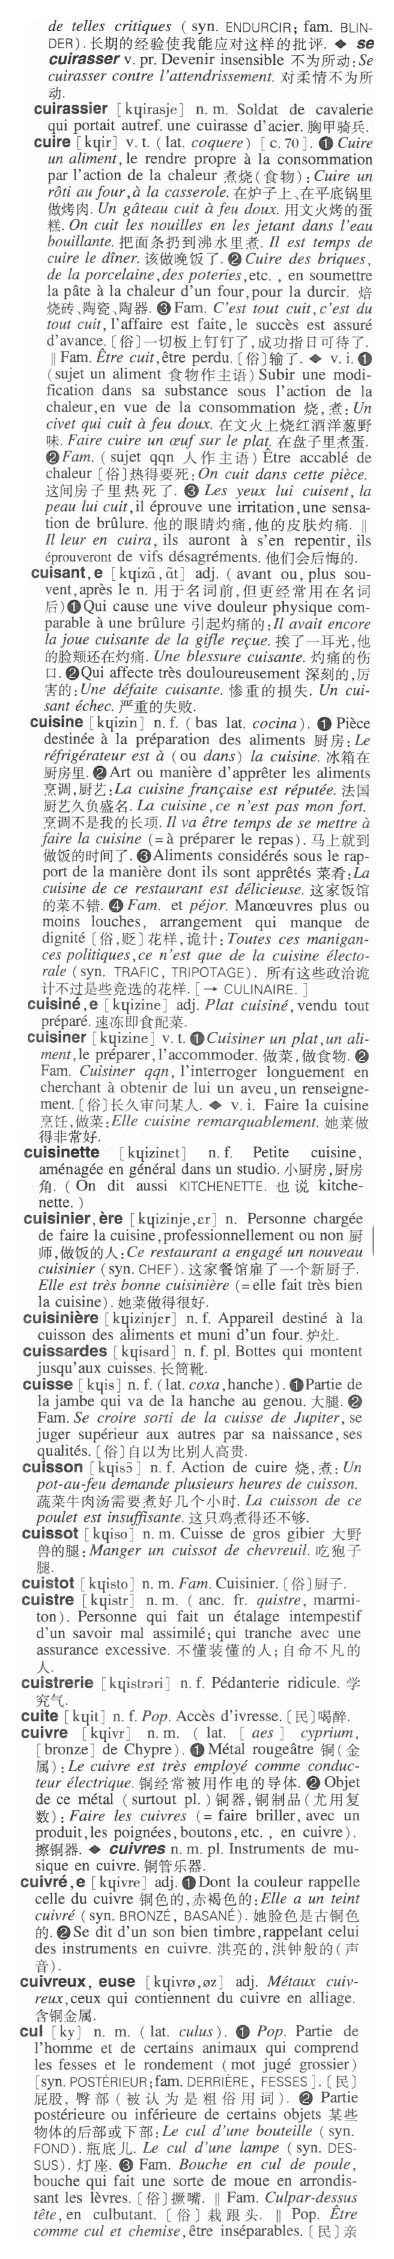 de telles critiques (syn. ENDURCIR; fam. BLIN-
DER). 长期的经验使我能应对这样的批评. ◆ se
cuirasser v. pr. Devenir insensible 不为所动: Se
cuirasser contre l'attendrissement. 对柔情不为所
动.
cuirassier [kɥirasje] n. m. Soldat de cavalerie
qui portait autref. une cuirasse d'acier. 胸甲骑兵.
cuire [kɥir] v. t. (lat. coquere) [c. 70]. ❶ Cuire
un aliment, le rendre propre à la consommation
par l'action de la chaleur 煮烧(食物): Cuire un
rôti au four, à la casserole. 在炉子上、在平底锅里
做烤肉. Un gâteau cuit à feu doux. 用文火烤的蛋
糕. On cuit les nouilles en les jetant dans l'eau
bouillante. 把面条扔到沸水里煮. Il est temps de
cuire le dîner. 该做晚饭了. ❷ Cuire des briques,
de la porcelaine, des poteries, etc. , en soumettre
la pâte à la chaleur d'un four, pour la durcir. 焙
烧砖、陶瓷、陶器. ❸ Fam. C'est tout cuit, c'est du
tout cuit, l'affaire est faite, le succès est assuré
d'avance. [俗]一切板上钉钉了, 成功指日可待了.
‖ Fam. Être cuit, être perdu. [俗]输了. ◆ v. i. ❶
(sujet un aliment 食物作主语) Subir une modi-
fication dans sa substance sous l'action de la
chaleur, en vue de la consommation 烧, 煮: Un
civet qui cuit à feu doux. 在文火上烧红酒洋葱野
味. Faire cuire un œuf sur le plat. 在盘子里煮蛋.
❷ Fam. (sujet qqn 人作主语) Être accablé de
chaleur [俗]热得要死: On cuit dans cette pièce.
这间房子里热死了. ❸ Les yeux lui cuisent, la
peau lui cuit, il éprouve une irritation, une sensa-
tion de brûlure. 他的眼睛灼痛, 他的皮肤灼痛. ‖
Il leur en cuira, ils auront à s'en repentir, ils
éprouveront de vifs désagréments. 他们会后悔的.
cuisant, e [kɥizɑ̃, ɑ̃t] adj. (avant ou, plus sou-
vent, après le n. 用于名词前, 但更经常用在名词
后) ❶ Qui cause une vive douleur physique com-
parable à une brûlure 引起灼痛的: Il avait encore
la joue cuisante de la gifle reçue. 挨了一耳光, 他
的脸颊还在灼痛. Une blessure cuisante. 灼痛的伤
口. ❷ Qui affecte très douloureusement 深刻的, 厉
害的: Une défaite cuisante. 惨重的损失. Un cui-
sant échec. 严重的失败.
cuisine [kɥizin] n. f. (bas lat. cocina). ❶ Pièce
destinée à la préparation des aliments 厨房: Le
réfrigérateur est à (ou dans) la cuisine. 冰箱在
厨房里. ❷ Art ou manière d'apprêter les aliments
烹调, 厨艺: La cuisine française est réputée. 法国
厨艺久负盛名. La cuisine, ce n'est pas mon fort.
烹调不是我的长项. Il va être temps de se mettre à
faire la cuisine (= à préparer le repas). 马上就到
做饭的时间了. ❸ Aliments considérés sous le rap-
port de la manière dont ils sont apprêtés 菜肴: La
cuisine de ce restaurant est délicieuse. 这家饭馆
的菜不错. ❹ Fam. et péjor. Manœuvres plus ou
moins louches, arrangement qui manque de
dignité [俗, 贬]花样, 诡计: Toutes ces manigan-
ces politiques, ce n'est que de la cuisine électo-
rale (syn. TRAFIC, TRIPOTAGE). 所有这些政治诡
计不过是些竞选的花样. [→ CULINAIRE. ]
cuisiné, e [kɥizine] adj. Plat cuisiné, vendu tout
préparé. 速冻即食配菜.
cuisiner [kɥizine] v. t. ❶ Cuisiner un plat, un ali-
ment, le préparer, l'accommoder. 做菜, 做食物. ❷
Fam. Cuisiner qqn, l'interroger longuement en
cherchant à obtenir de lui un aveu, un renseigne-
ment. [俗]长久审问某人. ◆ v. i. Faire la cuisine
烹饪, 做菜: Elle cuisine remarquablement. 她菜做
得非常好.
cuisinette [kɥizinɛt] n. f. Petite cuisine,
aménagée en général dans un studio. 小厨房, 厨房
角. (On dit aussi KITCHENETTE. 也说 kitche-
nette. )
cuisinier, ère [kɥizinje, ɛr] n. Personne chargée
de faire la cuisine, professionnellement ou non 厨
师, 做饭的人: Ce restaurant a engagé un nouveau
cuisinier (syn. CHEF). 这家餐馆雇了一个新厨子.
Elle est très bonne cuisinière (= elle fait très bien
la cuisine). 她菜做得很好.
cuisinière [kɥizinjɛr] n. f. Appareil destiné à la
cuisson des aliments et muni d'un four. 炉灶.
cuissardes [kɥisard] n. f. pl. Bottes qui montent
jusqu'aux cuisses. 长筒靴.
cuisse [kɥis] n. f. (lat. coxa, hanche). ❶ Partie de
la jambe qui va de la hanche au genou. 大腿. ❷
Fam. Se croire sorti de la cuisse de Jupiter, se
juger supérieur aux autres par sa naissance, ses
qualités. [俗]自以为比别人高贵.
cuisson [kɥisɔ̃] n. f. Action de cuire 烧, 煮: Un
pot-au-feu demande plusieurs heures de cuisson.
蔬菜牛肉汤需要煮好几个小时. La cuisson de ce
poulet est insuffisante. 这只鸡煮得还不够.
cuissot [kɥiso] n. m. Cuisse de gros gibier 大野
兽的腿: Manger un cuissot de chevreuil. 吃狍子
腿.
cuistot [kɥisto] n. m. Fam. Cuisinier. [俗]厨子.
cuistre [kɥistr] n. m. (anc. fr. quistre, marmi-
ton). Personne qui fait un étalage intempestif
d'un savoir mal assimilé; qui tranche avec une
assurance excessive. 不懂装懂的人; 自命不凡的
人.
cuistrerie [kɥistrəri] n. f. Pédanterie ridicule. 学
究气.
cuite [kɥit] n. f. Pop. Accès d'ivresse. [民]喝醉.
cuivre [kɥivr] n. m. (lat. [aes] cyprium,
[bronze] de Chypre). ❶ Métal rougeâtre 铜(金
属): Le cuivre est très employé comme conduc-
teur électrique. 铜经常被用作电的导体. ❷ Objet
de ce métal (surtout pl. ) 铜器, 铜制品(尤用复
数): Faire les cuivres (= faire briller, avec un
produit, les poignées, boutons, etc. , en cuivre).
擦铜器. ◆ cuivres n. m. pl. Instruments de mu-
sique en cuivre. 铜管乐器.
cuivré, e [kɥivre] adj. ❶ Dont la couleur rappelle
celle du cuivre 铜色的, 赤褐色的: Elle a un teint
cuivré (syn. BRONZÉ, BASANÉ). 她脸色是古铜色
的. ❷ Se dit d'un son bien timbre, rappelant celui
des instruments en cuivre. 洪亮的, 洪钟般的(声
音).
cuivreux, euse [kɥivrø, øz] adj. Métaux cuiv-
reux, ceux qui contiennent du cuivre en alliage.
含铜金属.
cul [ky] n. m. (lat. culus). ❶ Pop. Partie de
l'homme et de certains animaux qui comprend
les fesses et le rondement (mot jugé grossier)
[syn. POSTÉRIEUR; fam. DERRIÈRE, FESSES]. [民]
屁股, 臀部 (被认为是粗俗用词). ❷ Partie
postérieure ou inférieure de certains objets 某些
物体的后部或下部: Le cul d'une bouteille (syn.
FOND). 瓶底儿. Le cul d'une lampe (syn. DES-
SUS). 灯座. ❸ Fam. Bouche en cul de poule,
bouche qui fait une sorte de moue en arrondis-
sant les lèvres. [俗]撅嘴. ‖ Fam. Culpar-dessus
tête, en culbutant. [俗]栽跟头. ‖ Pop. Être
comme cul et chemise, être inséparables. [民]亲